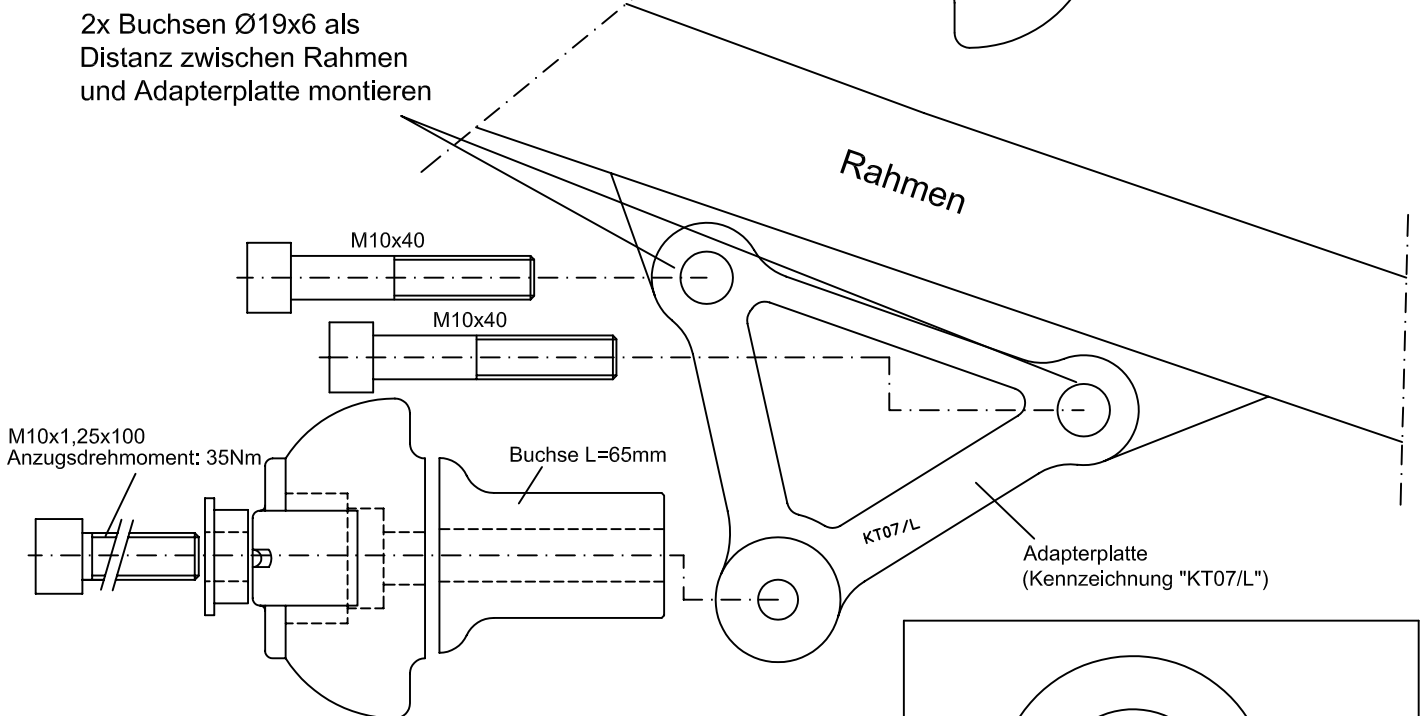 2x Buchsen Ø19x6 als
Distanz zwischen Rahmen
und Adapterplatte montieren
Rahmen
M10x40
M10x40
M10x1,25x100
Anzugsdrehmoment: 35Nm
Buchse L=65mm
KT07/L
Adapterplatte
(Kennzeichnung "KT07/L")